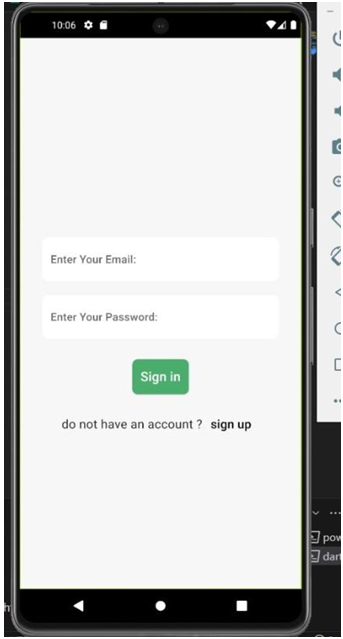 10:06
Enter Your Email:
Enter Your Password:
Sign in
do not have an account ? sign up
pow
dart